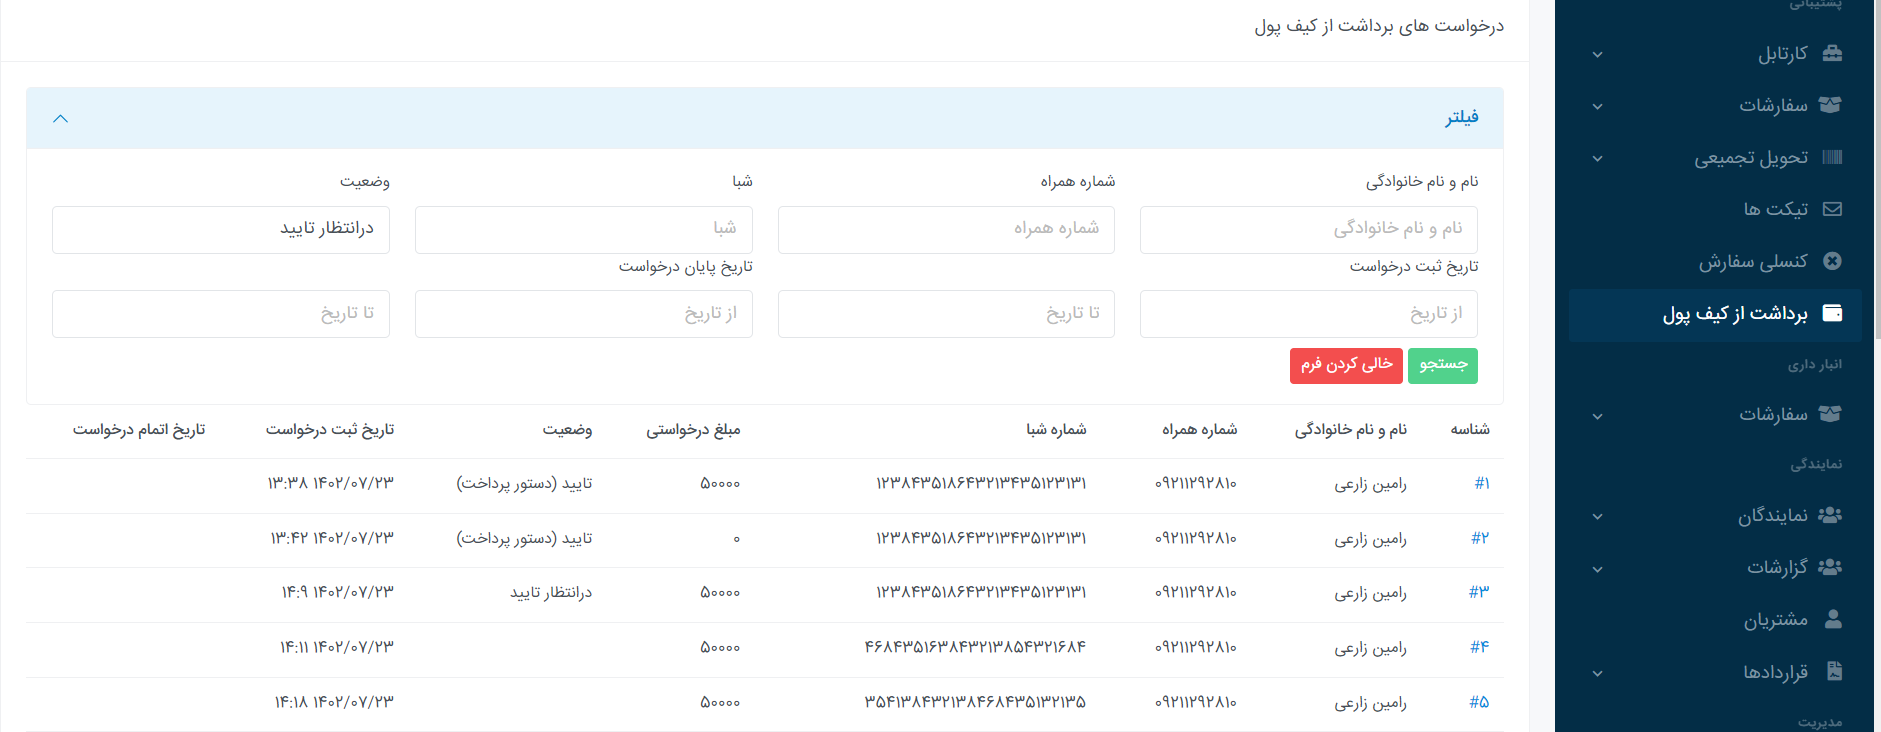 درخواست های برداشت از کیف پول
فیلتر
نام و نام خانوادگی شماره همراه شبا وضعیت
نام و نام خانوادگی شماره همراه شبا درانتظار تایید
تاریخ ثبت درخواست تاریخ پایان درخواست
از تاریخ تا تاریخ از تاریخ تا تاریخ
جستجو خالی کردن فرم
شناسه نام و نام خانوادگی شماره همراه شماره شبا مبلغ درخواستی وضعیت تاریخ ثبت درخواست تاریخ اتمام درخواست
#۱ رامین زارعی ۰۹۲۱۱۲۹۲۸۱۰ ۱۲۳۸۴۳۵۱۸۶۴۳۲۱۳۴۳۵۱۲۳۱۳۱ ۵۰۰۰۰ تایید (دستور پرداخت) ۱۴۰۲/۰۷/۲۳ ۱۳:۳۸
#۲ رامین زارعی ۰۹۲۱۱۲۹۲۸۱۰ ۱۲۳۸۴۳۵۱۸۶۴۳۲۱۳۴۳۵۱۲۳۱۳۱ ۰ تایید (دستور پرداخت) ۱۴۰۲/۰۷/۲۳ ۱۳:۴۲
#۳ رامین زارعی ۰۹۲۱۱۲۹۲۸۱۰ ۱۲۳۸۴۳۵۱۸۶۴۳۲۱۳۴۳۵۱۲۳۱۳۱ ۵۰۰۰۰ درانتظار تایید ۱۴۰۲/۰۷/۲۳ ۱۴:۹
#۴ رامین زارعی ۰۹۲۱۱۲۹۲۸۱۰ ۴۶۸۴۳۵۱۶۳۸۴۳۲۱۳۸۵۴۳۲۱۶۸۴ ۵۰۰۰۰ ۱۴۰۲/۰۷/۲۳ ۱۴:۱۱
#۵ رامین زارعی ۰۹۲۱۱۲۹۲۸۱۰ ۳۵۴۱۳۸۴۳۲۱۳۸۴۶۸۴۳۵۱۳۲۱۳۵ ۵۰۰۰۰ ۱۴۰۲/۰۷/۲۳ ۱۴:۱۸
پشتیبانی
کارتابل
سفارشات
تحویل تجمیعی
تیکت ها
کنسلی سفارش
برداشت از کیف پول
انبار داری
سفارشات
نمایندگی
نمایندگان
گزارشات
مشتریان
قراردادها
مدیریت